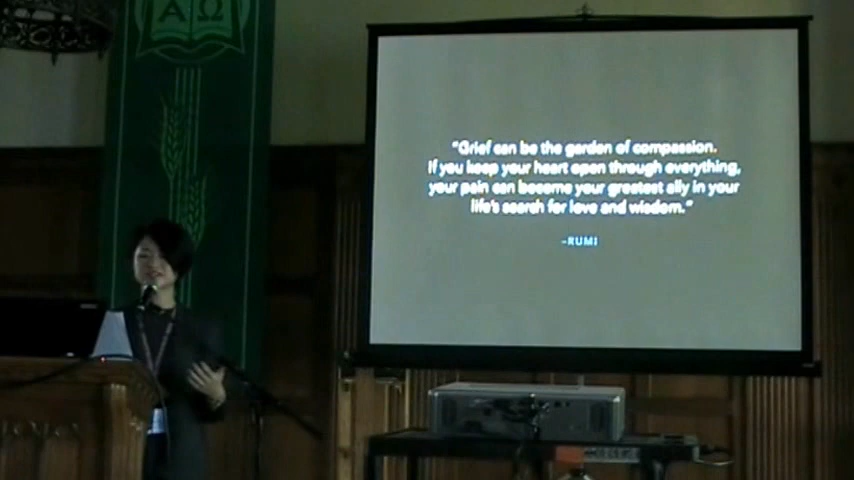 ΑΩ
"Grief can be the garden of compassion.
If you keep your heart open through everything,
your pain can become your greatest ally in your
life's search for love and wisdom."
-RUMI